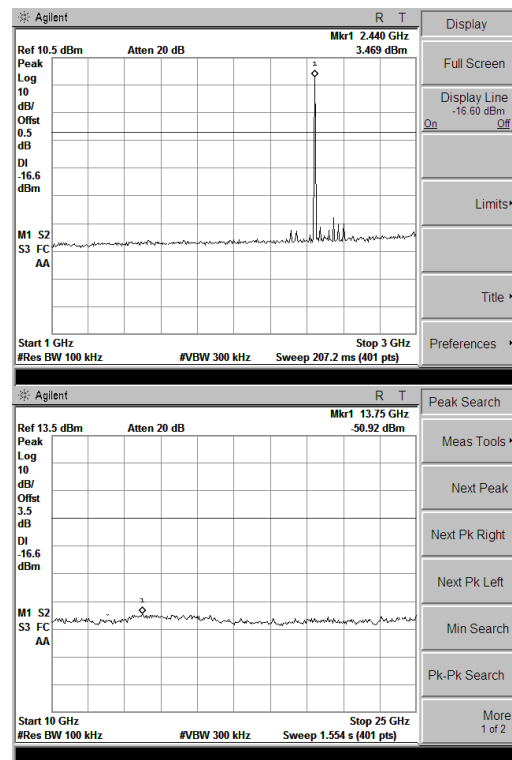 Agilent R T
Mkr1 2.440 GHz
Ref 10.5 dBm Atten 20 dB 3.469 dBm
Peak
Log
10
dB/
Offst
0.5
dB
DI
-16.6
dBm
1
M1 S2
S3 FC
AA
Start 1 GHz Stop 3 GHz
#Res BW 100 kHz #VBW 300 kHz Sweep 207.2 ms (401 pts)
Display
Full Screen
Display Line
-16.60 dBm
On Off
Limits
Title
Preferences
Agilent R T
Mkr1 13.75 GHz
Ref 13.5 dBm Atten 20 dB -50.92 dBm
Peak
Log
10
dB/
Offst
3.5
dB
DI
-16.6
dBm
1
M1 S2
S3 FC
AA
Start 10 GHz Stop 25 GHz
#Res BW 100 kHz #VBW 300 kHz Sweep 1.554 s (401 pts)
Peak Search
Meas Tools
Next Peak
Next Pk Right
Next Pk Left
Min Search
Pk-Pk Search
More
1 of 2